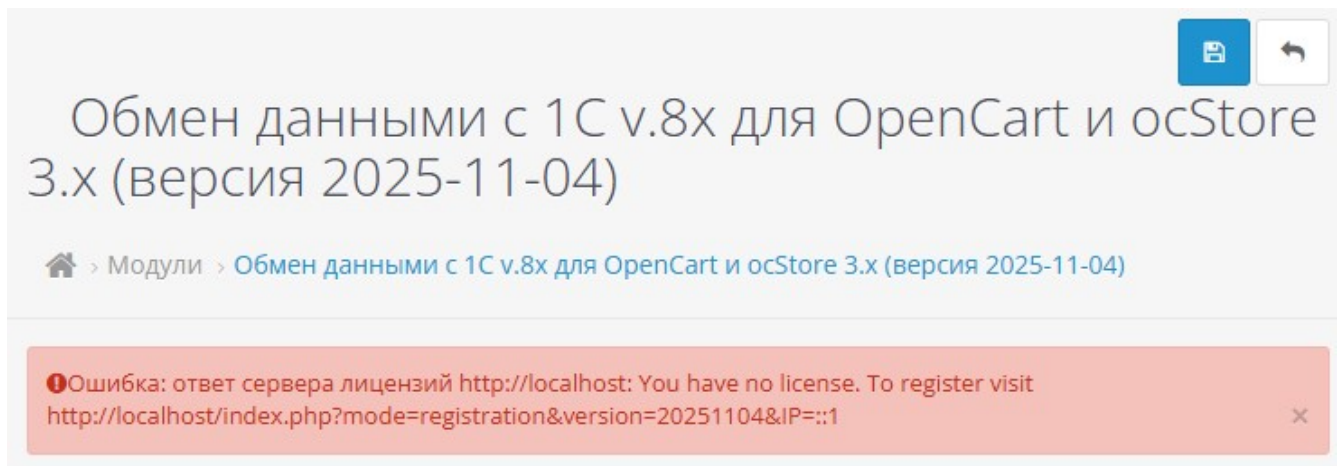 Обмен данными с 1С v.8x для OpenCart и ocStore
3.x (версия 2025-11-04)
Модули › Обмен данными с 1С v.8x для OpenCart и ocStore 3.x (версия 2025-11-04)
Ошибка: ответ сервера лицензий http://localhost: You have no license. To register visit
http://localhost/index.php?mode=registration&version=20251104&IP=::1